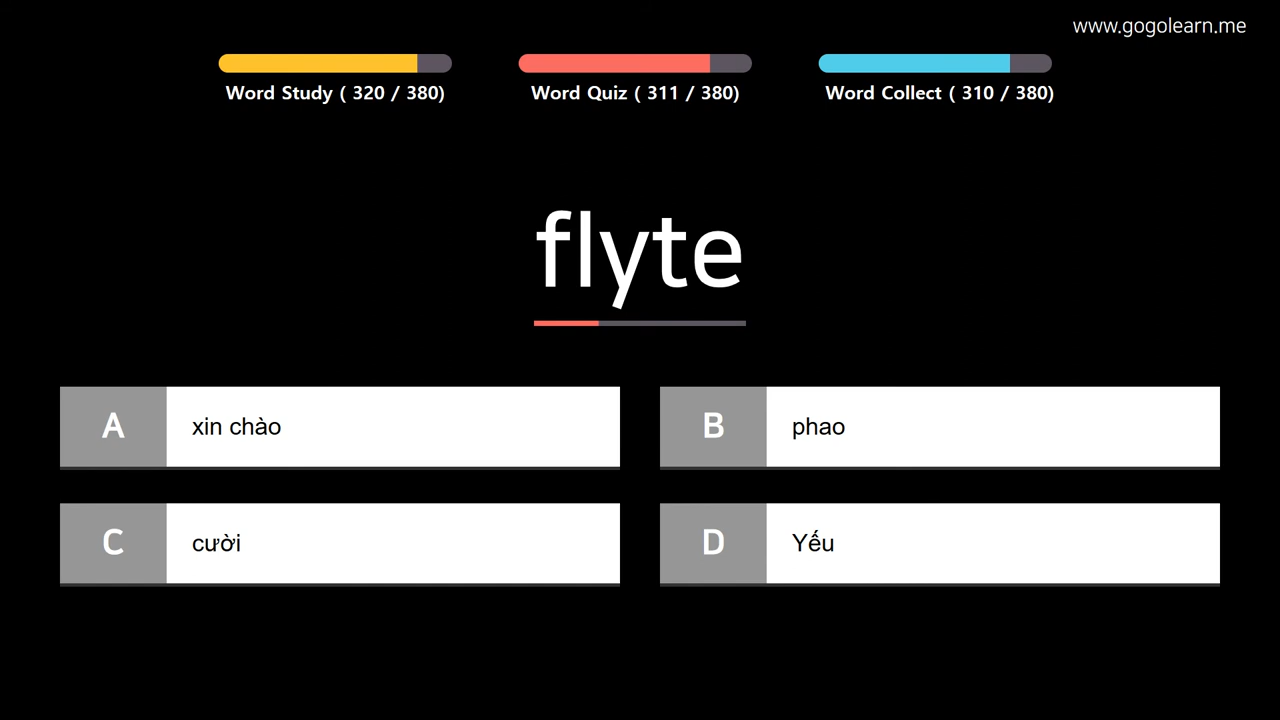 www.gogolearn.me
Word Study ( 320 / 380)
Word Quiz ( 311 / 380)
Word Collect ( 310 / 380)
flyte
A xin chào
B phao
C cười
D Yếu